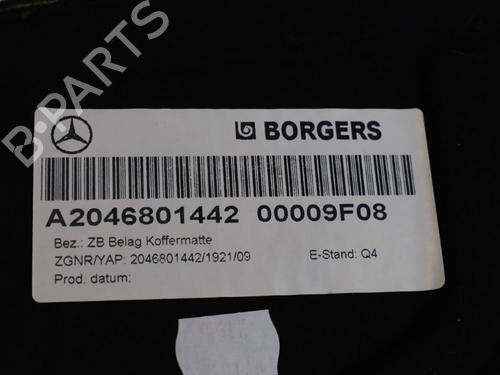 BORGERS
A2046801442 00009F08
Bez.: ZB Belag Koffermatte
ZGNR/YAP: 2046801442/1921/09 E-Stand: Q4
Prod. datum:
B-PARTS